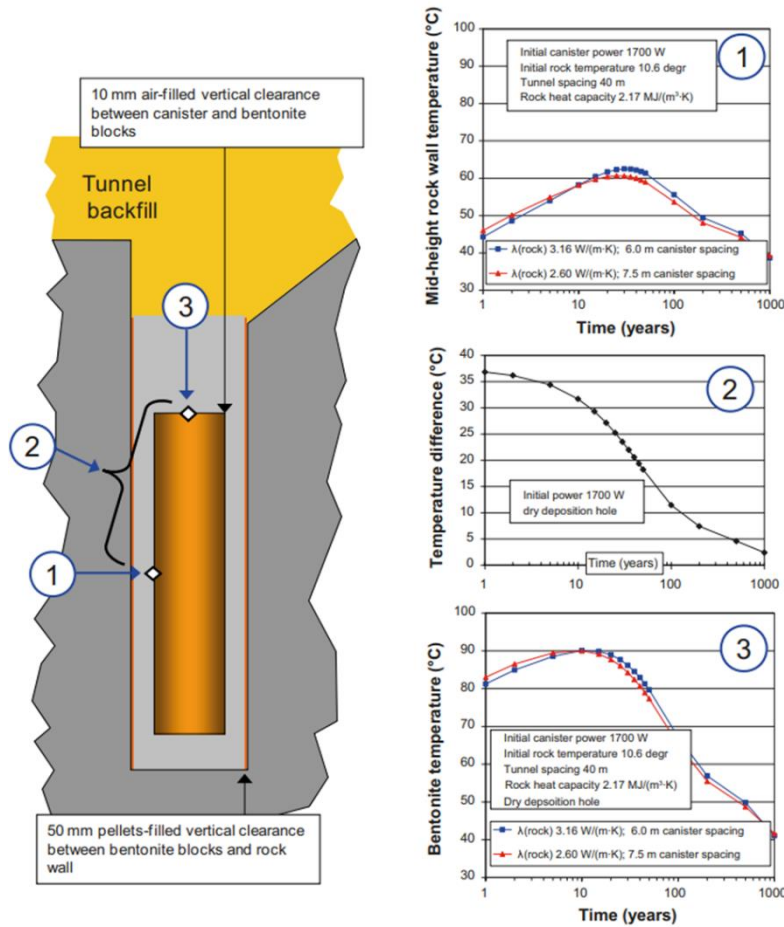 10 mm air-filled vertical clearance
between canister and bentonite
blocks
Tunnel
backfill
3
2
1
50 mm pellets-filled vertical clearance
between bentonite blocks and rock
wall
Mid-height rock wall temperature (°C)
100
90
80
70
60
50
40
30
Initial canister power 1700 W
Initial rock temperature 10.6 degr
Tunnel spacing 40 m
Rock heat capacity 2.17 MJ/(m³·K)
1
λ(rock) 3.16 W/(m·K); 6.0 m canister spacing
λ(rock) 2.60 W/(m·K); 7.5 m canister spacing
1 10 100 1000
Time (years)
Temperature difference (°C)
40
35
30
25
20
15
10
5
0
2
Initial power 1700 W
dry deposition hole
Time (years)
1 10 100 1000
Bentonite temperature (°C)
100
90
80
70
60
50
40
30
3
Initial canister power 1700 W
Initial rock temperature 10.6 degr
Tunnel spacing 40 m
Rock heat capacity 2.17 MJ/(m³·K)
Dry depsoition hole
λ(rock) 3.16 W/(m·K); 6.0 m canister spacing
λ(rock) 2.60 W/(m·K); 7.5 m canister spacing
1 10 100 1000
Time (years)